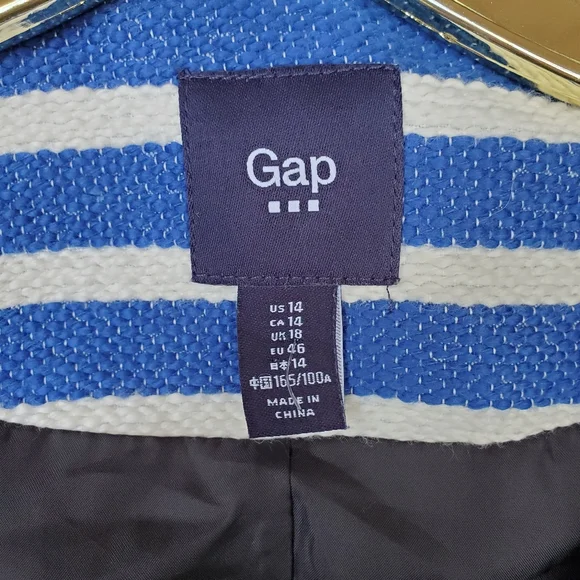 Gap
US 14
CA 14
UK 18
EU 46
日本 14
中国 165/100A
MADE IN
CHINA